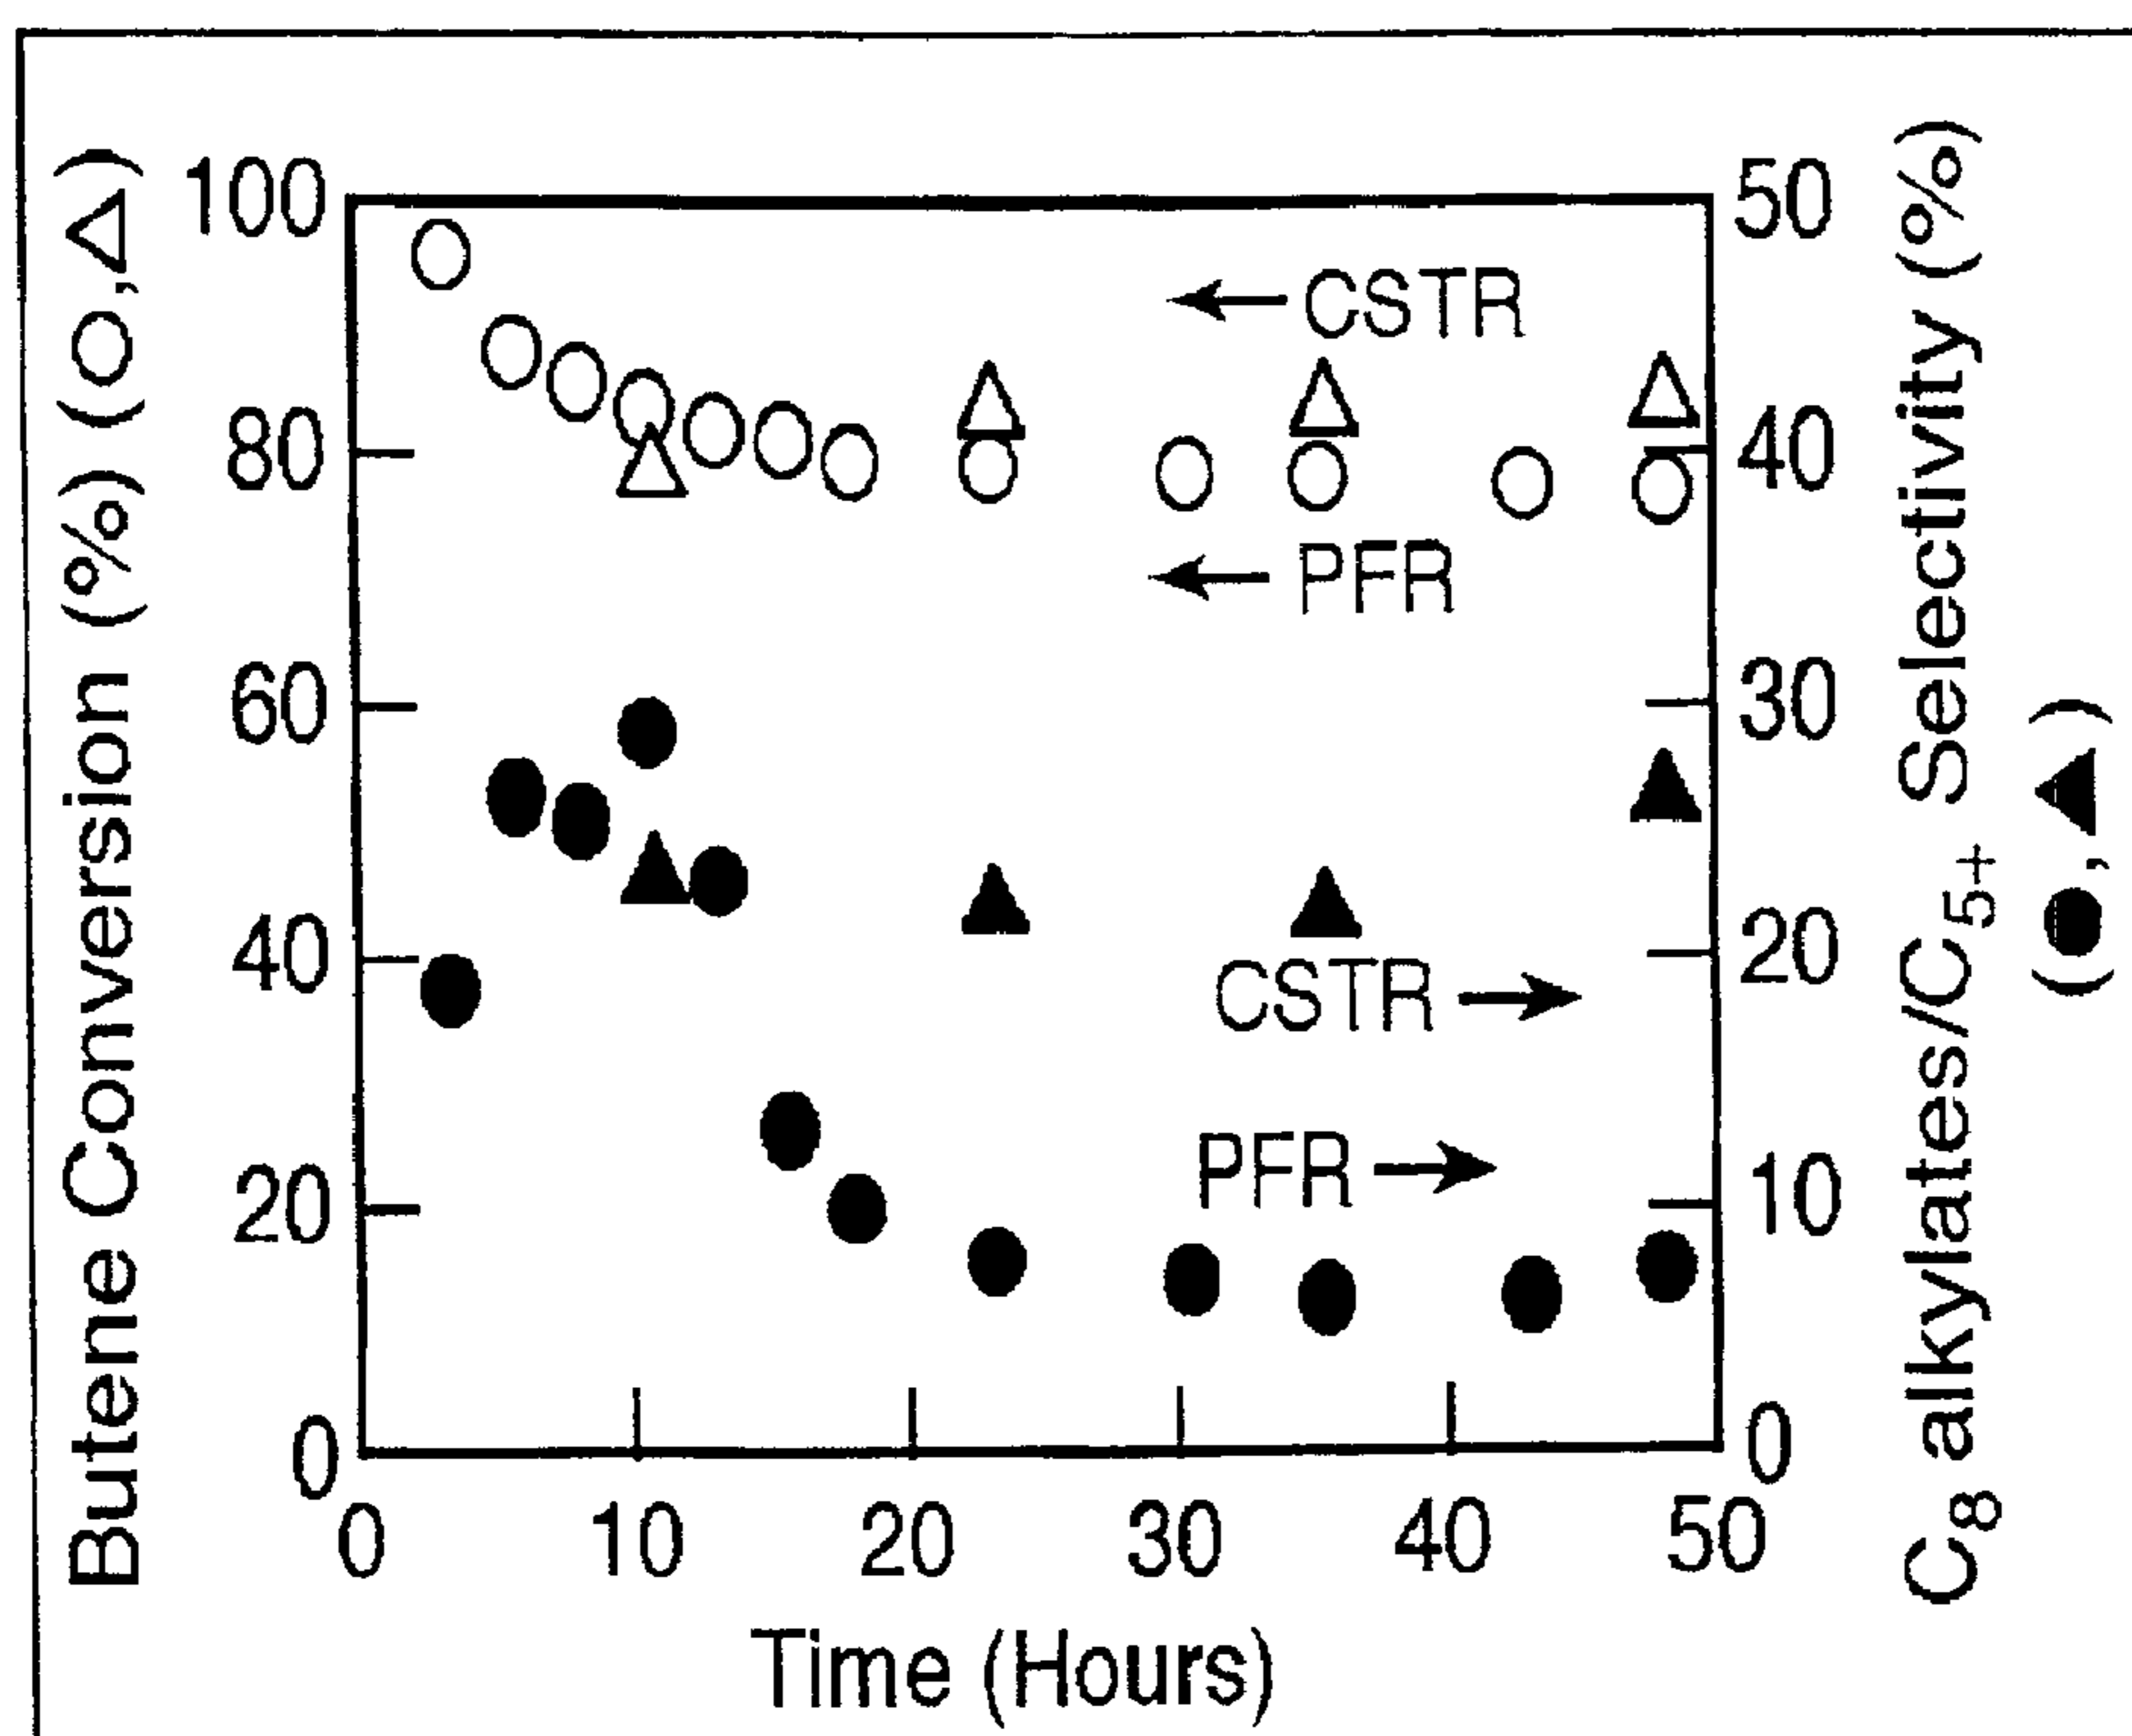 Butene Conversion (%) (○,△)
100
80
60
40
20
0
← CSTR
← PFR
CSTR →
PFR →
50
40
30
20
10
0
C8 alkylates/C5+ Selectivity (%)
(●,▲)
0 10 20 30 40 50
Time (Hours)